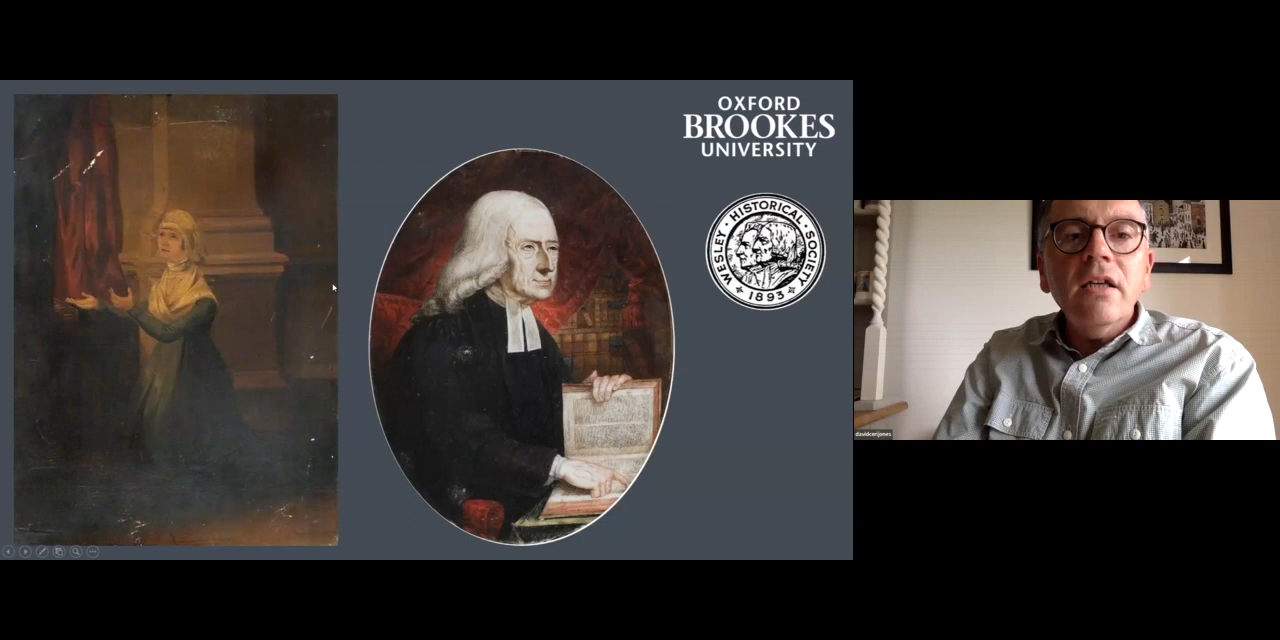 OXFORD
BROOKES
UNIVERSITY
WESLEY · HISTORICAL · SOCIETY
1893
davidcerijones